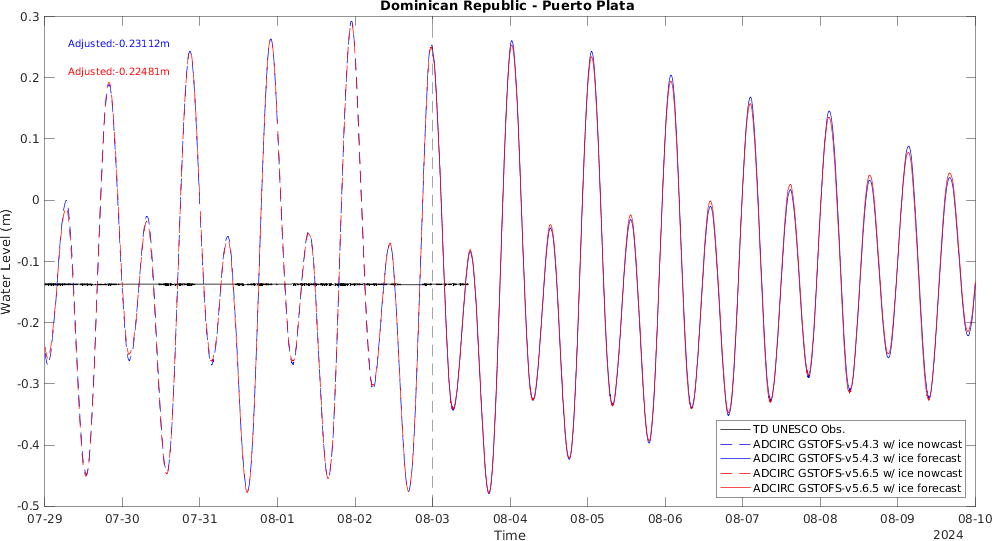 Dominican Republic - Puerto Plata
Adjusted:-0.23112m
Adjusted:-0.22481m
0.3
0.2
0.1
0
-0.1
-0.2
-0.3
-0.4
-0.5
Water Level (m)
TD UNESCO Obs.
ADCIRC GSTOFS-v5.4.3 w/ ice nowcast
ADCIRC GSTOFS-v5.4.3 w/ ice forecast
ADCIRC GSTOFS-v5.6.5 w/ ice nowcast
ADCIRC GSTOFS-v5.6.5 w/ ice forecast
07-29 07-30 07-31 08-01 08-02 08-03 08-04 08-05 08-06 08-07 08-08 08-09 08-10
Time
2024